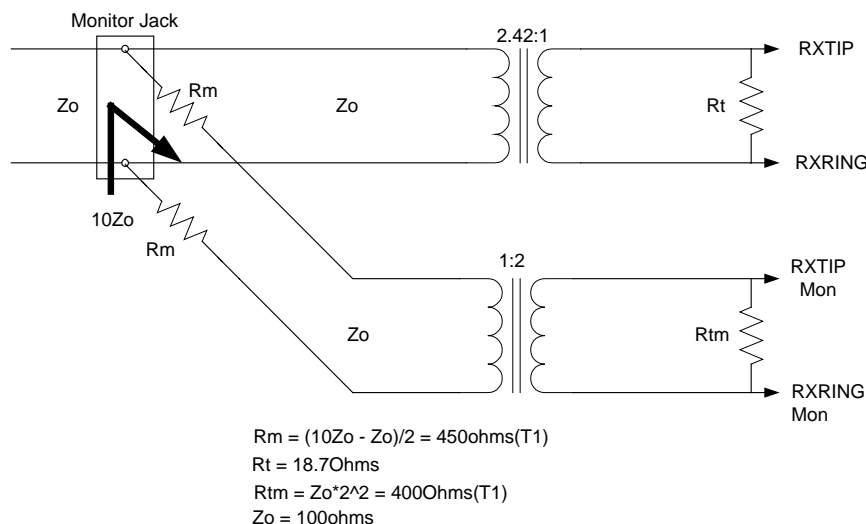 Monitor Jack
2.42:1
RXTIP
Rm
Zo
Zo
Rt
RXRING
10Zo
Rm
1:2
RXTIP
Mon
Zo
Rtm
RXRING
Mon
Rm = (10Zo - Zo)/2 = 450ohms(T1)
Rt = 18.7Ohms
Rtm = Zo*2^2 = 400Ohms(T1)
Zo = 100ohms